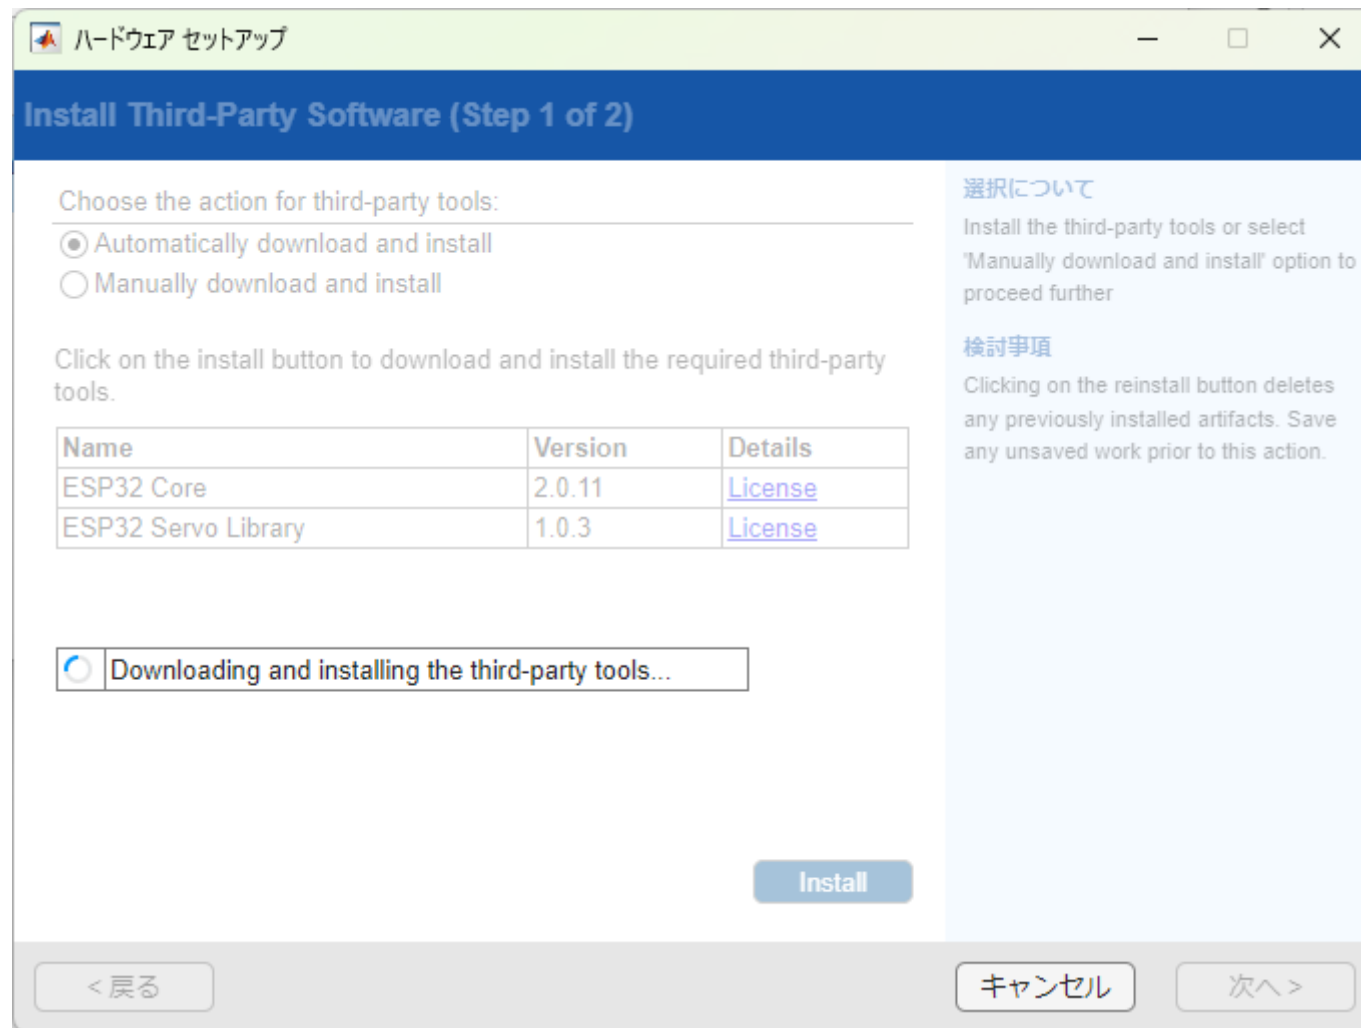 ハードウェア セットアップ
Install Third-Party Software (Step 1 of 2)
Choose the action for third-party tools:
Automatically download and install
Manually download and install
Click on the install button to download and install the required third-party
tools.
Name Version Details
ESP32 Core 2.0.11 License
ESP32 Servo Library 1.0.3 License
Downloading and installing the third-party tools...
Install
選択について
Install the third-party tools or select
'Manually download and install' option to
proceed further
検討事項
Clicking on the reinstall button deletes
any previously installed artifacts. Save
any unsaved work prior to this action.
< 戻る キャンセル 次へ >